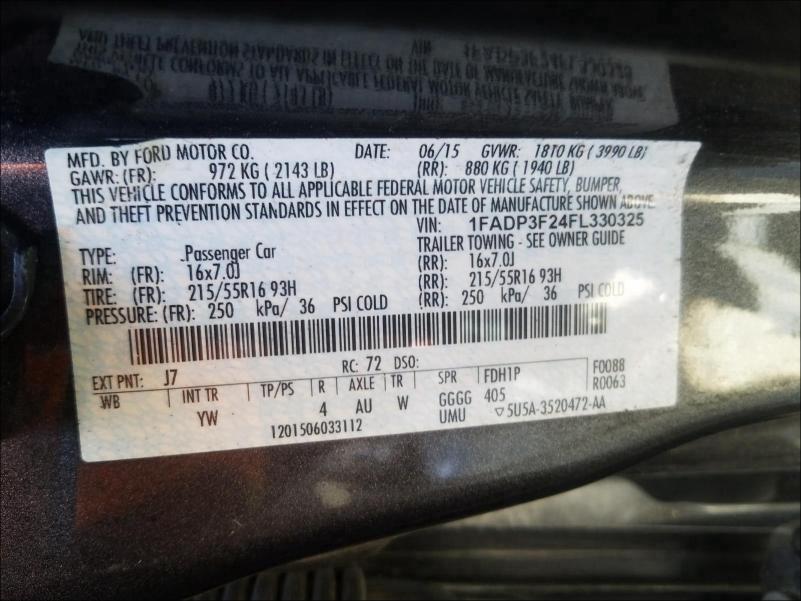 MFD. BY FORD MOTOR CO. DATE: 06/15 GVWR: 1810 KG ( 3990 LB)
GAWR: (FR): 972 KG ( 2143 LB) (RR): 880 KG ( 1940 LB)
THIS VEHICLE CONFORMS TO ALL APPLICABLE FEDERAL MOTOR VEHICLE SAFETY, BUMPER,
AND THEFT PREVENTION STANDARDS IN EFFECT ON THE DATE OF MANUFACTURE SHOWN ABOVE.
VIN: 1FADP3F24FL330325
TYPE: .Passenger Car TRAILER TOWING - SEE OWNER GUIDE
RIM: (FR): 16x7.0J (RR): 16x7.0J
TIRE: (FR): 215/55R16 93H (RR): 215/55R16 93H
PRESSURE: (FR): 250 kPa/ 36 PSI COLD (RR): 250 kPa/ 36 PSI COLD
EXT PNT: J7 RC: 72 DSO: F0088
WB INT TR TP/PS R AXLE TR SPR FDH1P R0063
YW 4 AU W GGGG 405
UMU ▽5U5A-3520472-AA
1201506033112